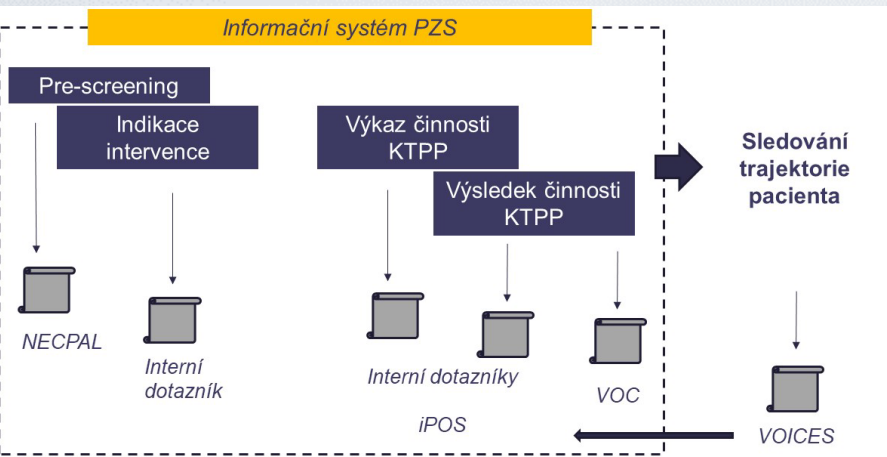 Informační systém PZS
Pre-screening
Indikace
intervence
Výkaz činnosti
KTPP
Výsledek činnosti
KTPP
Sledování
trajektorie
pacienta
NECPAL
Interní
dotazník
Interní dotazníky
iPOS
VOC
VOICES